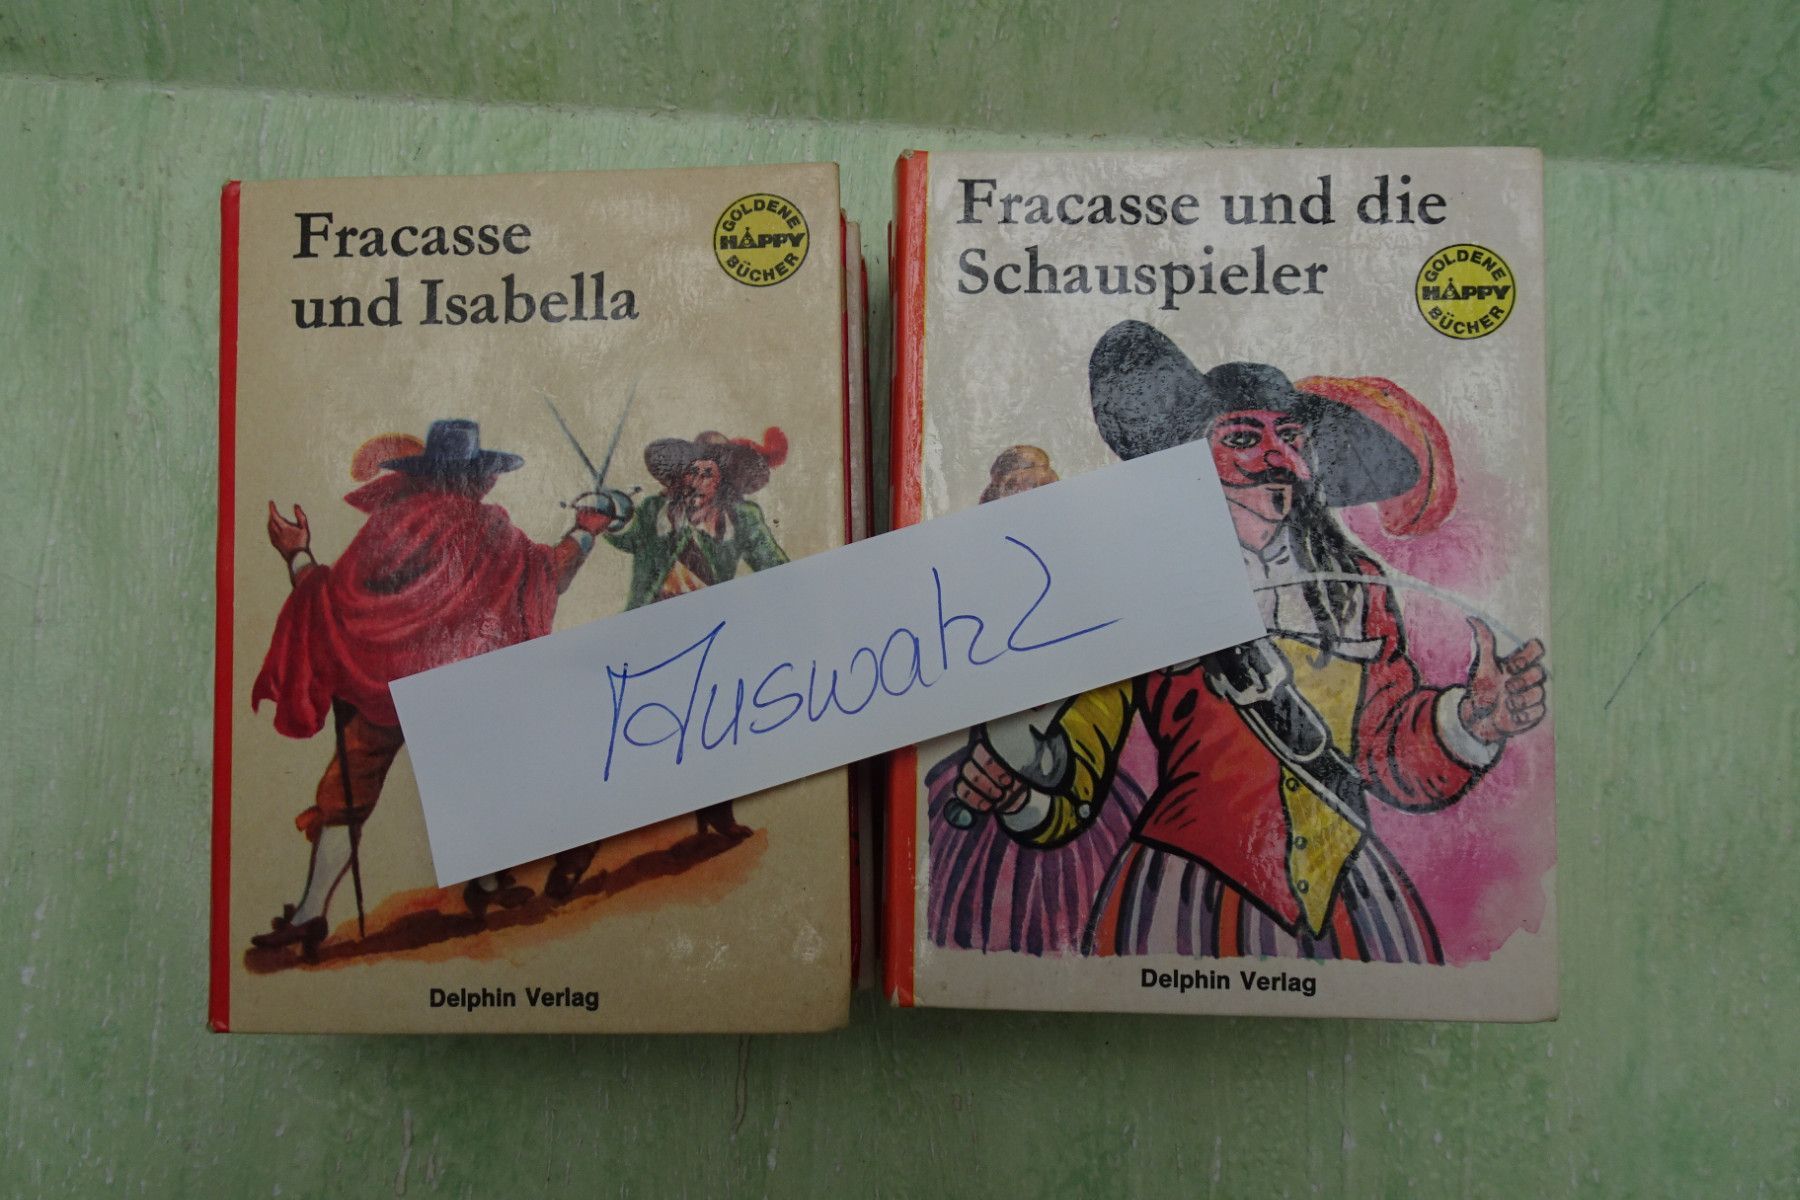 Fracasse
und Isabella
GOLDENE
HAPPY
BÜCHER
Delphin Verlag
Fracasse und die
Schauspieler
GOLDENE
HAPPY
BÜCHER
Delphin Verlag
Auswahl